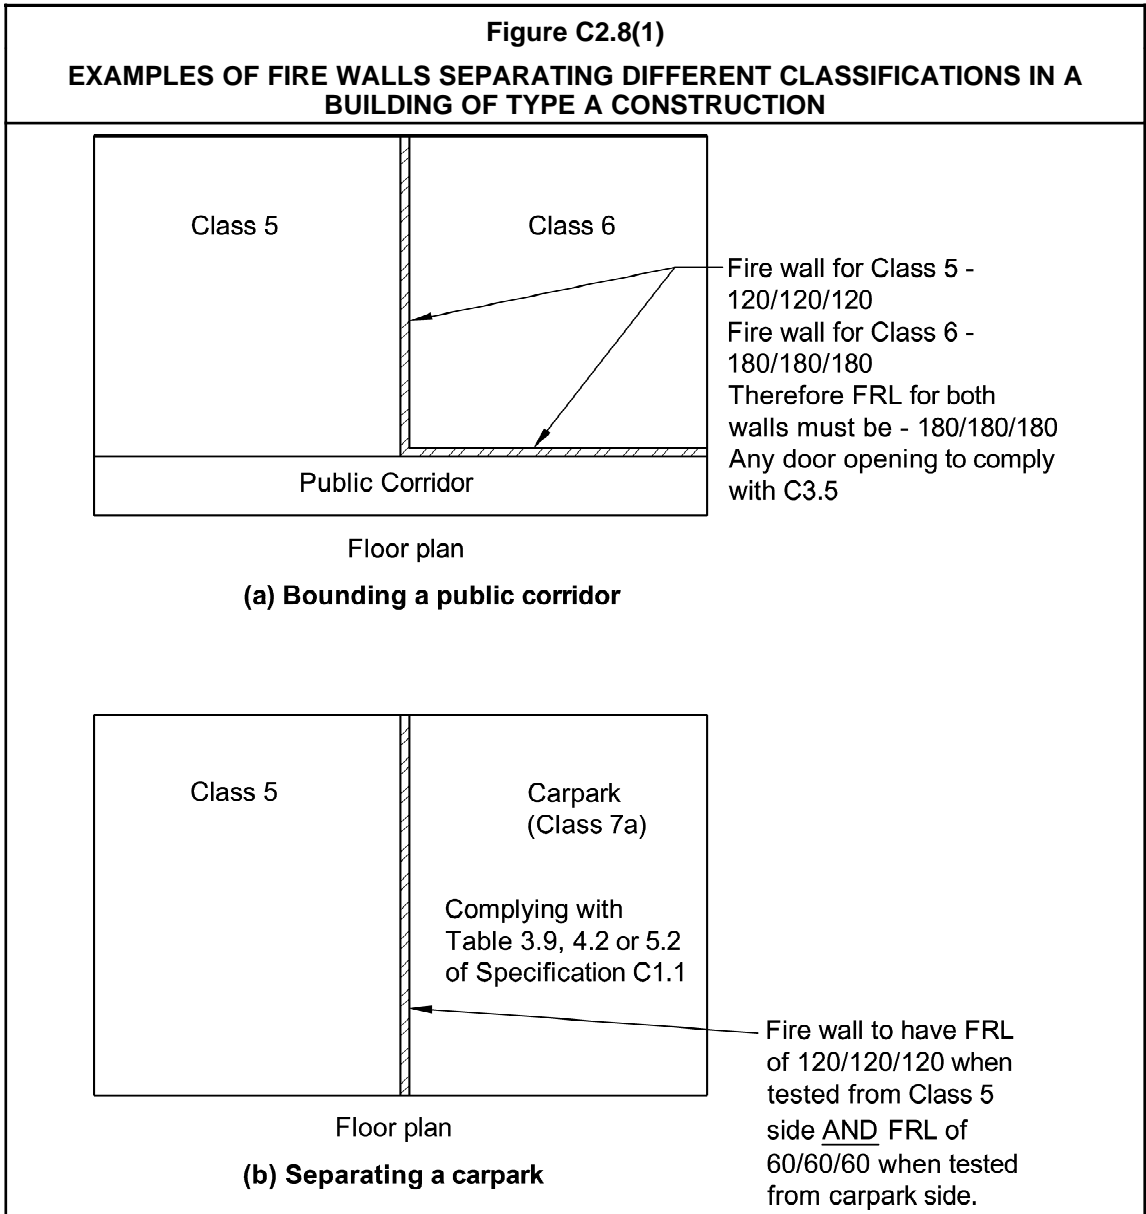 Figure C2.8(1)
EXAMPLES OF FIRE WALLS SEPARATING DIFFERENT CLASSIFICATIONS IN A
BUILDING OF TYPE A CONSTRUCTION
Class 5
Class 6
Fire wall for Class 5 -
120/120/120
Fire wall for Class 6 -
180/180/180
Therefore FRL for both
walls must be - 180/180/180
Any door opening to comply
with C3.5
Public Corridor
Floor plan
(a) Bounding a public corridor
Class 5
Carpark
(Class 7a)
Complying with
Table 3.9, 4.2 or 5.2
of Specification C1.1
Fire wall to have FRL
of 120/120/120 when
tested from Class 5
side AND FRL of
60/60/60 when tested
from carpark side.
Floor plan
(b) Separating a carpark